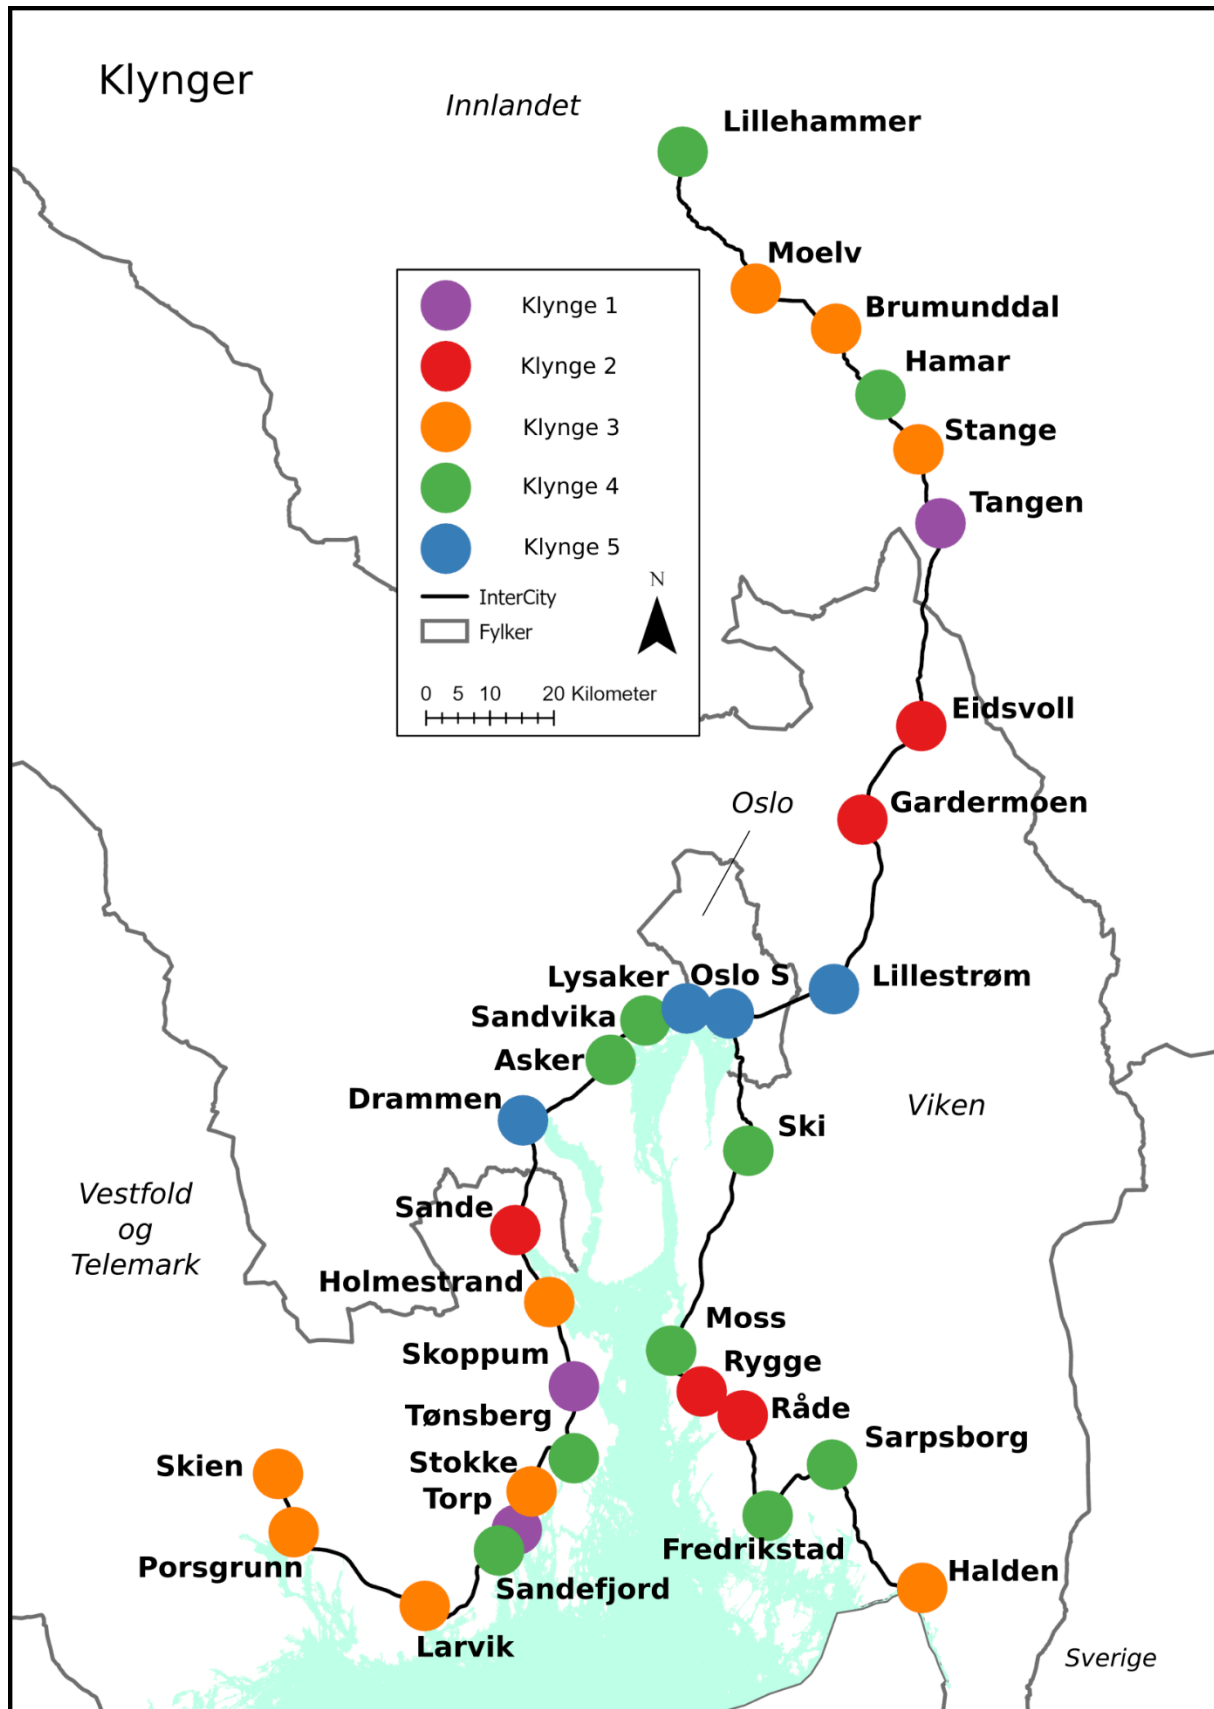 Klynger
Innlandet
Lillehammer
Moelv
Brumunddal
Hamar
Stange
Tangen
Klynge 1
Klynge 2
Klynge 3
Klynge 4
Klynge 5
InterCity
Fylker
N
0 5 10 20 Kilometer
Eidsvoll
Gardermoen
Oslo
Lysaker
Oslo S
Lillestrøm
Sandvika
Asker
Drammen
Viken
Ski
Vestfold
og
Telemark
Sande
Holmestrand
Moss
Skoppum
Rygge
Råde
Tønsberg
Sarpsborg
Skien
Stokke
Torp
Fredrikstad
Porsgrunn
Halden
Sandefjord
Larvik
Sverige